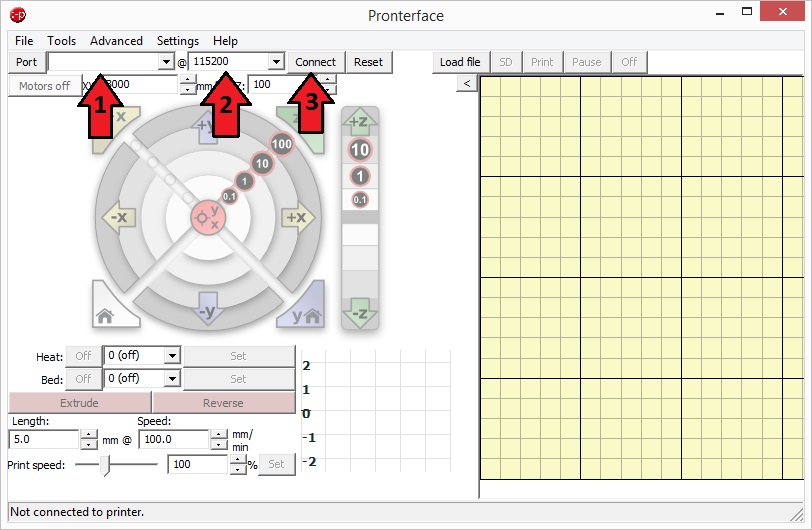 Pronterface
File Tools Advanced Settings Help
Port @ 115200 Connect Reset Load file SD Print Pause Off
Motors off 100 <
1 2 3
+y +z
100
10
1
0.1
10
1
0.1
-x y x +x
-y -z
Heat: Off 0 (off) Set
Bed: Off 0 (off) Set
Extrude Reverse
Length: Speed:
5.0 mm @ 100.0 mm/
min
Print speed: 100 % Set
2
1
0
-1
-2
Not connected to printer.